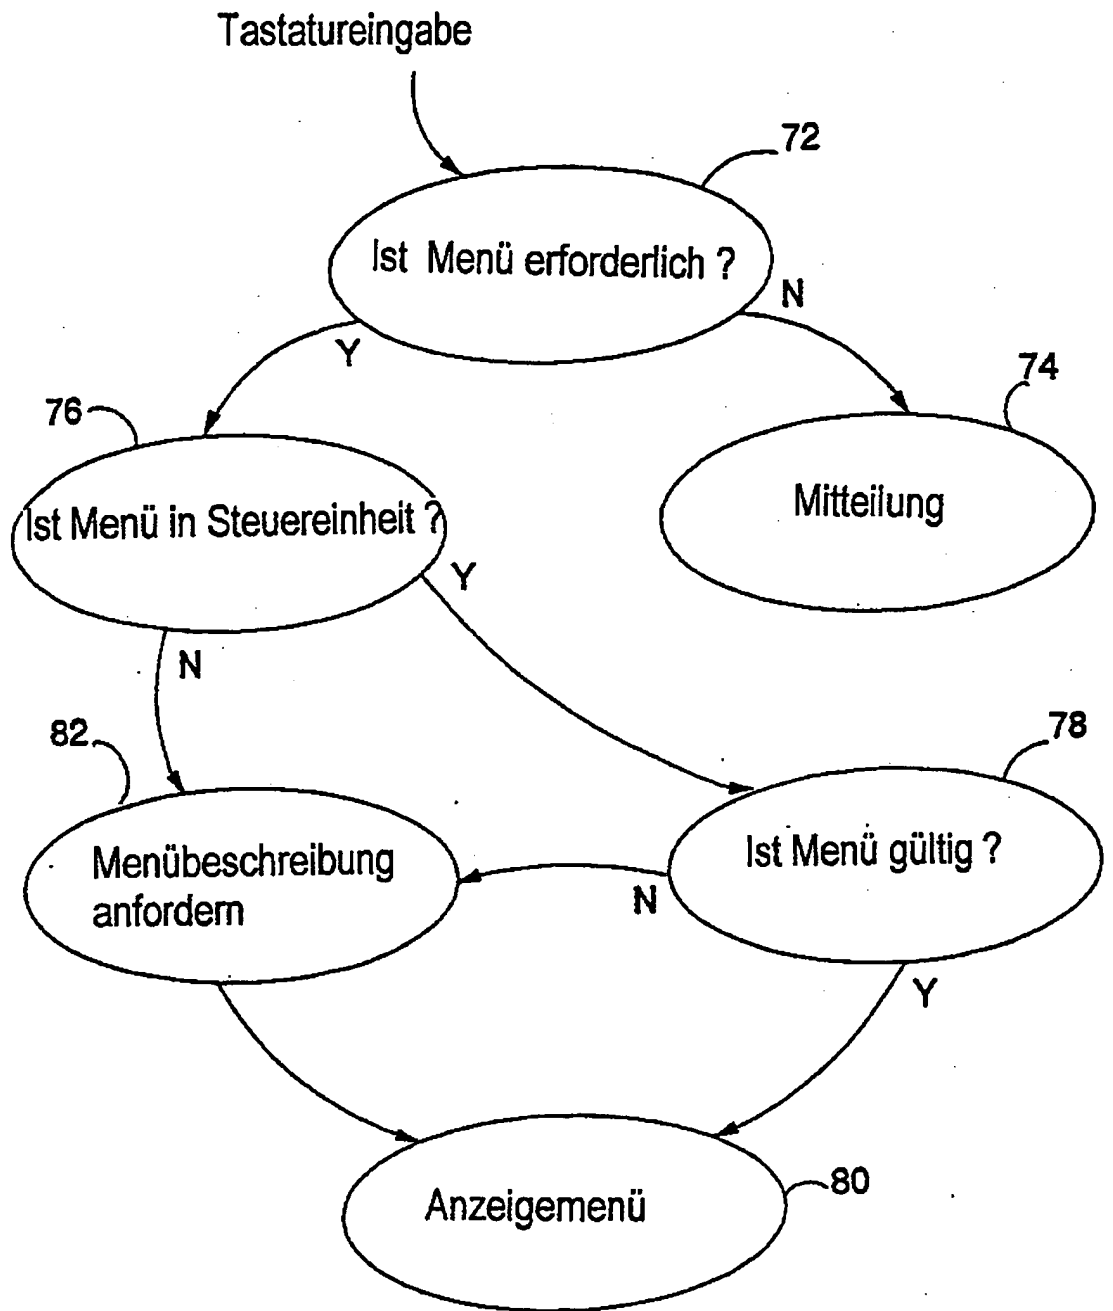 Tastatureingabe
72
Ist Menü erforderlich ?
N
Y
74
76
Mitteilung
Ist Menü in Steuereinheit ?
Y
N
82
78
Menübeschreibung
anfordern
Ist Menü gültig ?
N
Y
Anzeigemenü
80